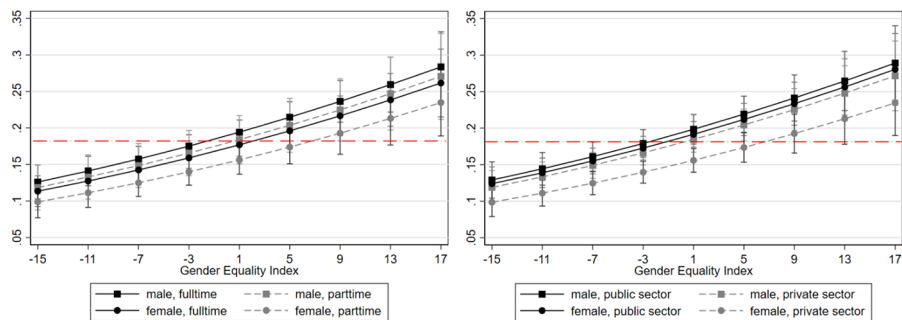 .35
.3
.25
.2
.15
.1
.05
-15 -11 -7 -3 1 5 9 13 17
Gender Equality Index
male, fulltime male, parttime
female, fulltime female, parttime
.35
.3
.25
.2
.15
.1
.05
-15 -11 -7 -3 1 5 9 13 17
Gender Equality Index
male, public sector male, private sector
female, public sector female, private sector